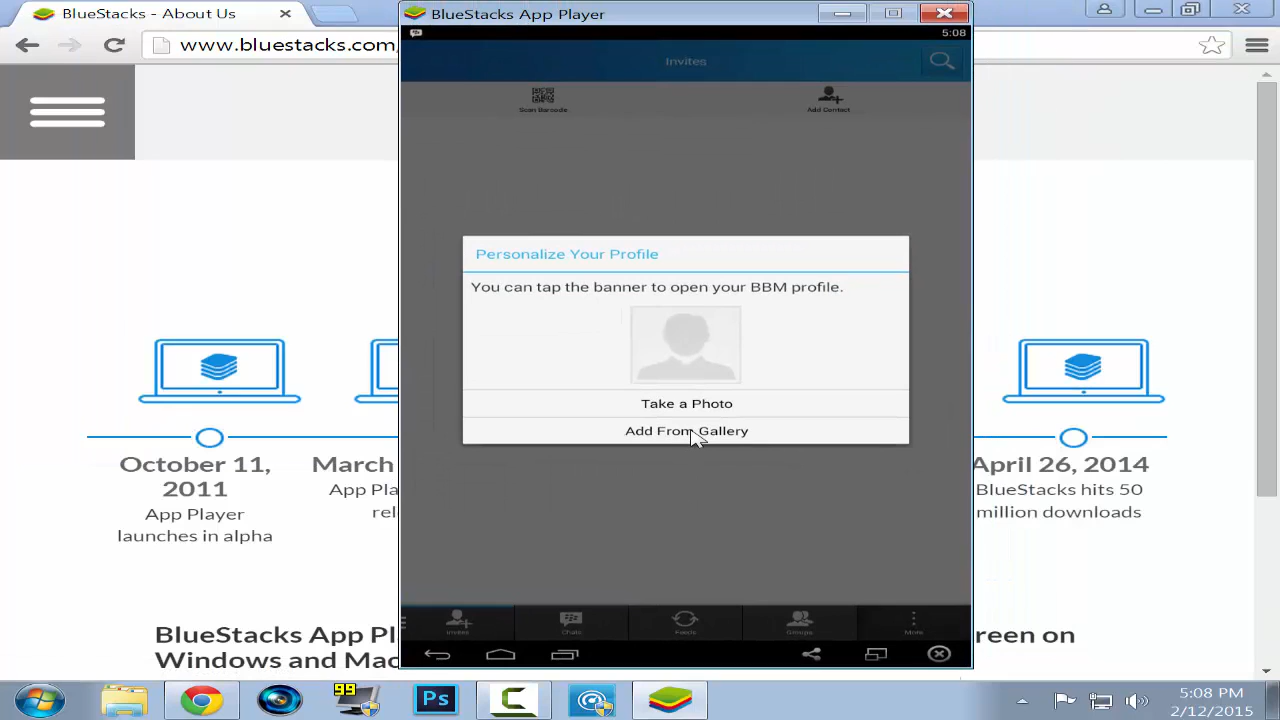 BlueStacks - About Us
www.bluestacks.com/
BlueStacks App Player
5:08
Invites
Scan Barcode
Add Contact
Personalize Your Profile
You can tap the banner to open your BBM profile.
Take a Photo
Add From Gallery
October 11,
2011
App Player
launches in alpha
March
App Pla
rel
April 26, 2014
BlueStacks hits 50
million downloads
BlueStacks App Pl
reen on
Windows and Mac
Invites
Chats
Feeds
Groups
More
99
Ps
5:08 PM
2/12/2015